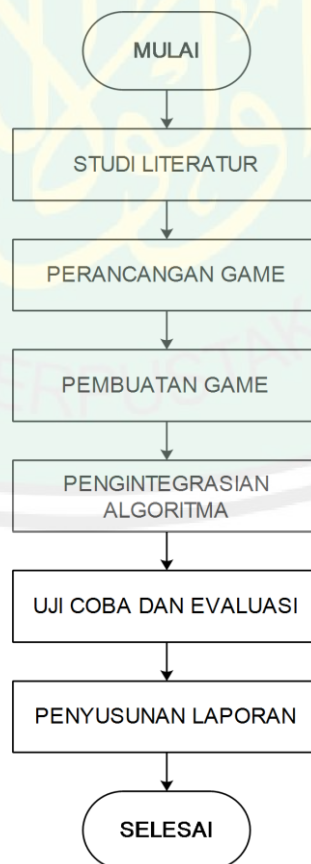 MULAI
STUDI LITERATUR
PERANCANGAN GAME
PEMBUATAN GAME
PENGINTEGRASIAN
ALGORITMA
UJI COBA DAN EVALUASI
PENYUSUNAN LAPORAN
SELESAI